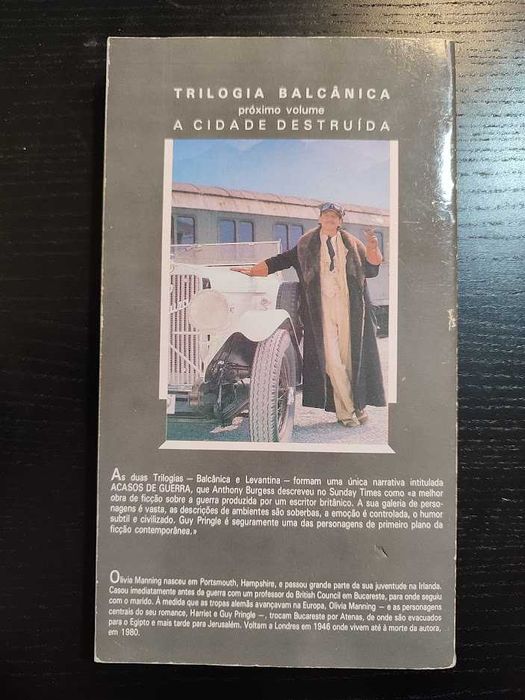 TRILOGIA BALCÂNICA
próximo volume
A CIDADE DESTRUÍDA
As duas Trilogias — Balcânica e Levantina — formam uma única narrativa intitulada
ACASOS DE GUERRA, que Anthony Burgess descreveu no Sunday Times como «a melhor
obra de ficção sobre a guerra produzida por um escritor britânico. A sua galeria de perso-
nagens é vasta, as descrições de ambientes são soberbas, a emoção é controlada, o humor
subtil e civilizado. Guy Pringle é seguramente uma das personagens de primeiro plano da
ficção contemporânea.»
Olivia Manning nasceu em Portsmouth, Hampshire, e passou grande parte da sua juventude na Irlanda.
Casou imediatamente antes da guerra com um professor do British Council em Bucareste, para onde seguiu
com o marido. À medida que as tropas alemãs avançavam na Europa, Olivia Manning — e as personagens
centrais do seu romance, Harriet e Guy Pringle —, trocam Bucareste por Atenas, de onde são evacuados
para o Egipto e mais tarde para Jerusalém. Voltam a Londres em 1946 onde vivem até à morte da autora,
em 1980.